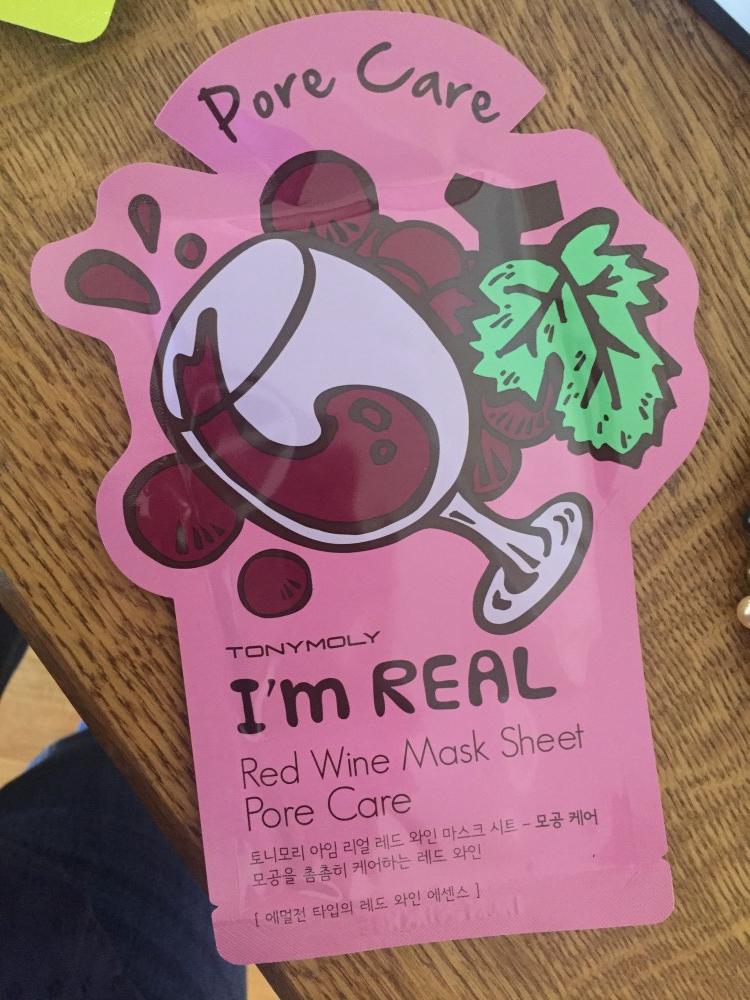 Pore Care
TONYMOLY
I'm REAL
Red Wine Mask Sheet
Pore Care
토니모리 아임 리얼 레드 와인 마스크 시트 - 모공 케어
모공을 촘촘히 케어하는 레드 와인
[ 에멀전 타입의 레드 와인 에센스 ]